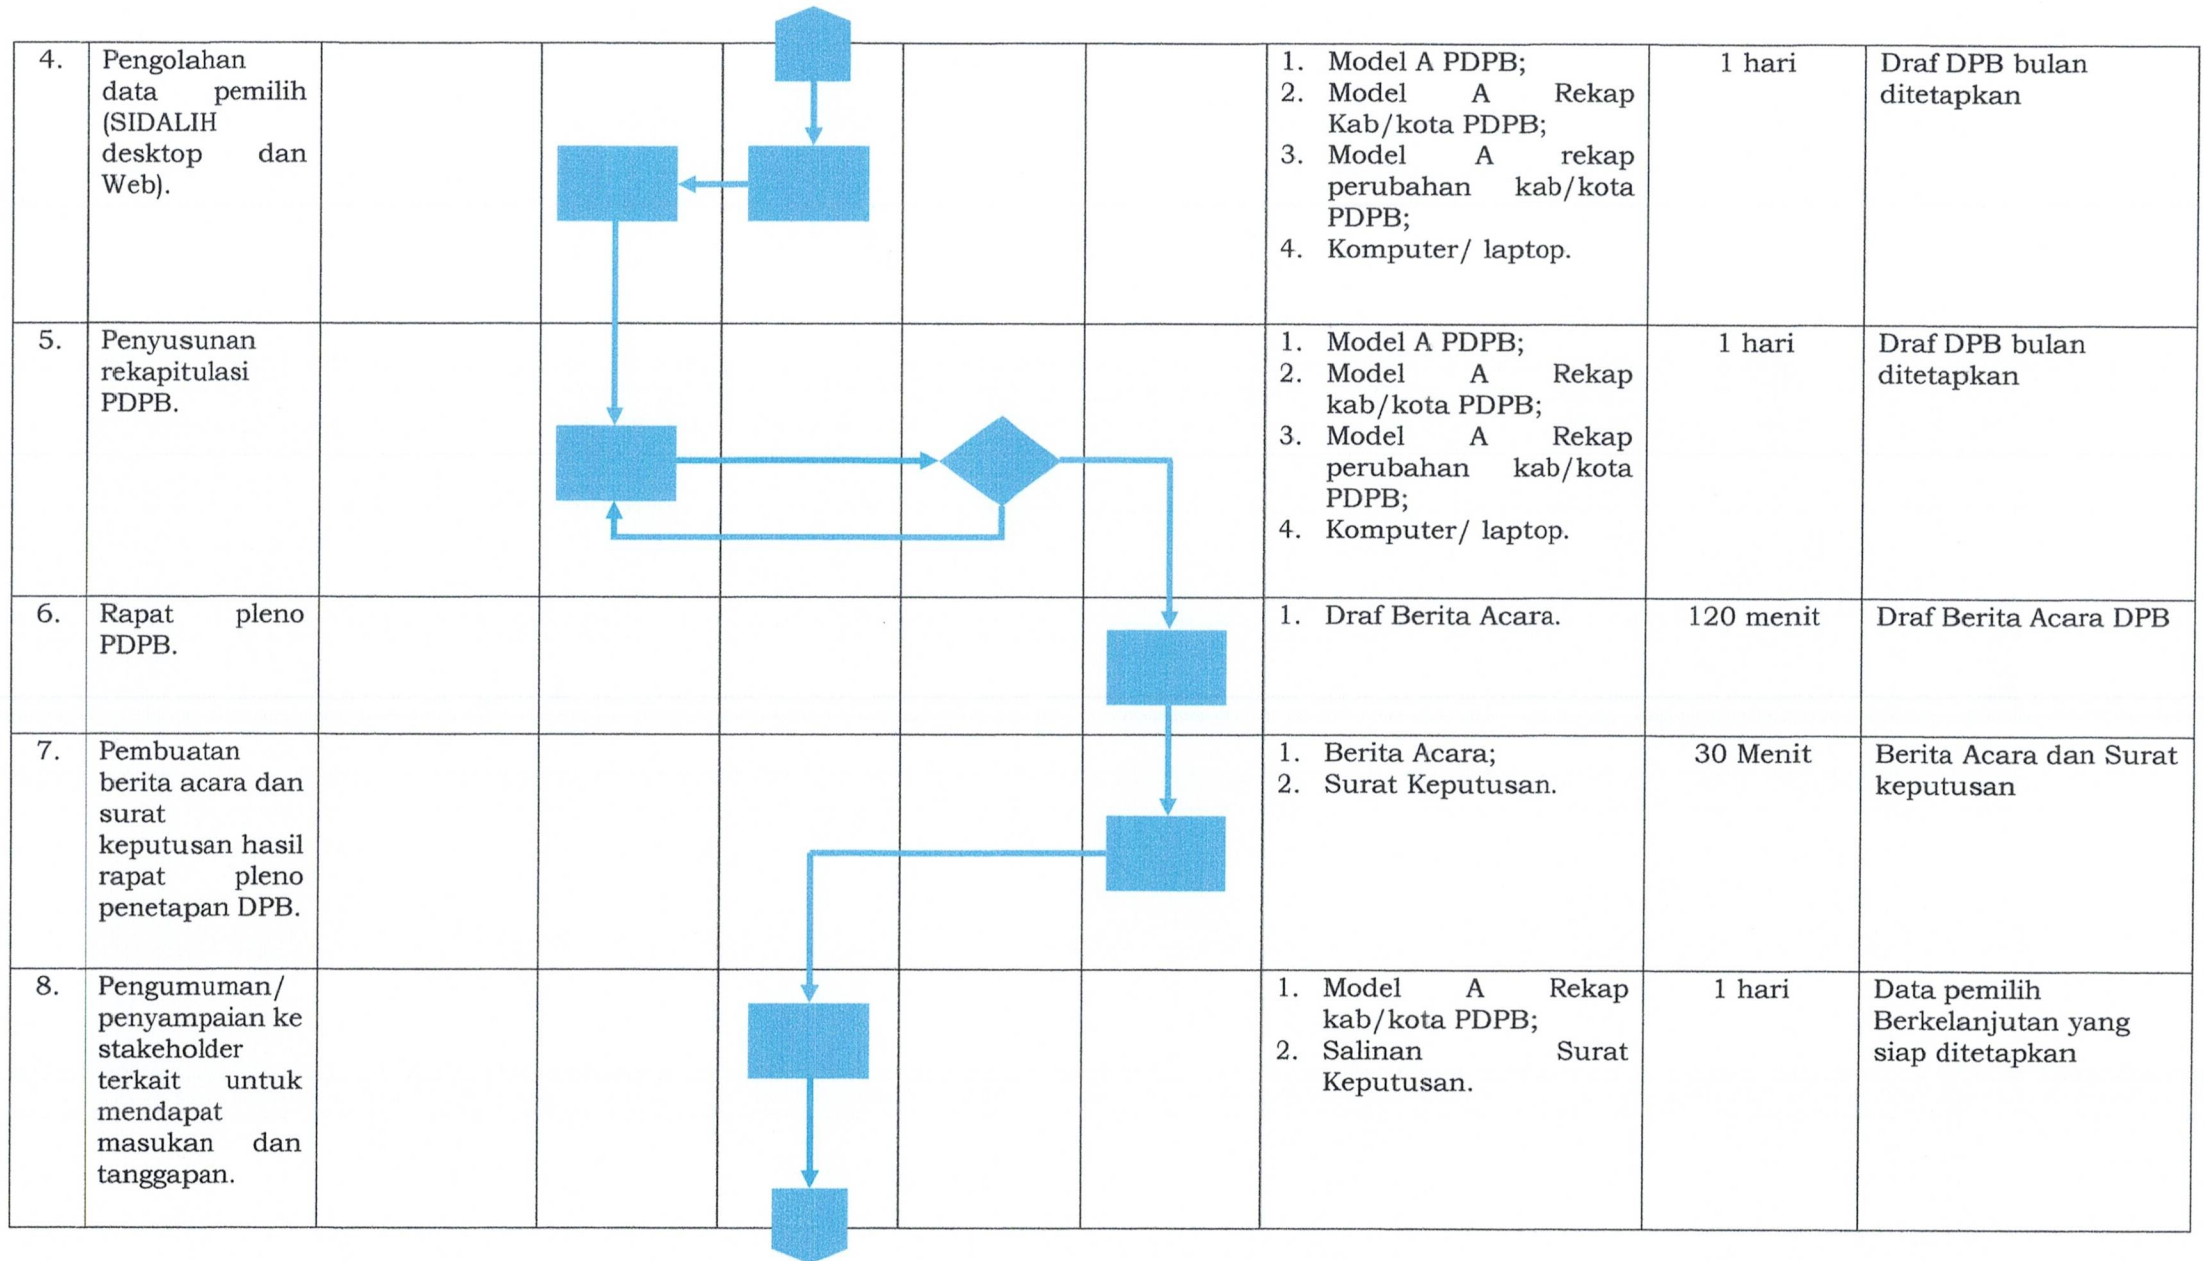 4.
Pengolahan
data pemilih
(SIDALIH
desktop dan
Web).
1. Model A PDPB;
2. Model A Rekap
Kab/kota PDPB;
3. Model A rekap
perubahan kab/kota
PDPB;
4. Komputer/ laptop.
1 hari
Draf DPB bulan
ditetapkan
5.
Penyusunan
rekapitulasi
PDPB.
1. Model A PDPB;
2. Model A Rekap
kab/kota PDPB;
3. Model A Rekap
perubahan kab/kota
PDPB;
4. Komputer/ laptop.
1 hari
Draf DPB bulan
ditetapkan
6.
Rapat pleno
PDPB.
1. Draf Berita Acara.
120 menit
Draf Berita Acara DPB
7.
Pembuatan
berita acara dan
surat
keputusan hasil
rapat pleno
penetapan DPB.
1. Berita Acara;
2. Surat Keputusan.
30 Menit
Berita Acara dan Surat
keputusan
8.
Pengumuman/
penyampaian ke
stakeholder
terkait untuk
mendapat
masukan dan
tanggapan.
1. Model A Rekap
kab/kota PDPB;
2. Salinan Surat
Keputusan.
1 hari
Data pemilih
Berkelanjutan yang
siap ditetapkan